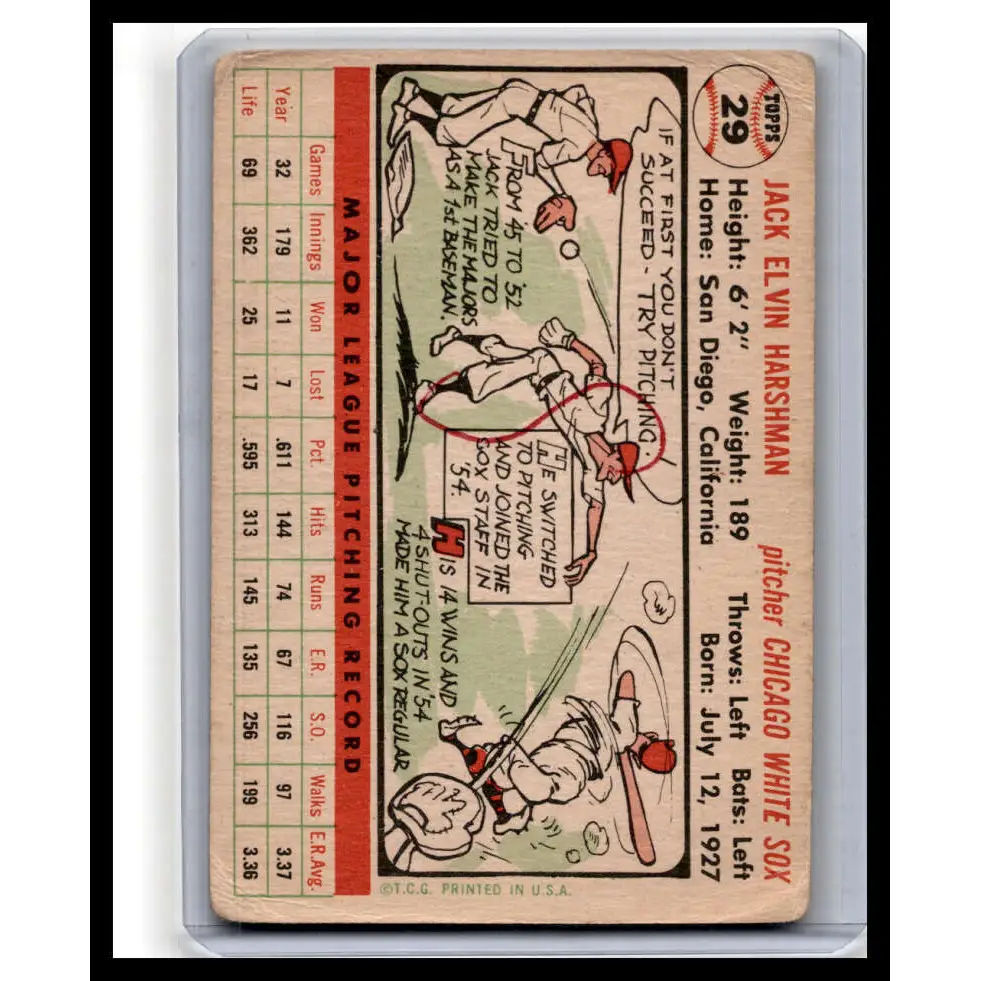 TOPPS
29
JACK ELVIN HARSHMAN pitcher CHICAGO WHITE SOX
Height: 6' 2" Weight: 189 Throws: Left Bats: Left
Home: San Diego, California Born: July 12, 1927
IF AT FIRST YOU DON'T
SUCCEED - TRY PITCHING.
FROM '45 TO '52
JACK TRIED TO
MAKE THE MAJORS
AS A 1st BASEMAN.
HE SWITCHED
TO PITCHING
AND JOINED THE
SOX STAFF IN
'54.
HIS 14 WINS AND
4 SHUT-OUTS IN '54
MADE HIM A SOX REGULAR
©T.C.G. PRINTED IN U.S.A.
MAJOR LEAGUE PITCHING RECORD
Games Innings Won Lost Pct. Hits Runs E.R. S.O. Walks E.R.Avg.
Year 32 179 11 7 .611 144 74 67 116 97 3.37
Life 69 362 25 17 .595 313 145 135 256 199 3.36